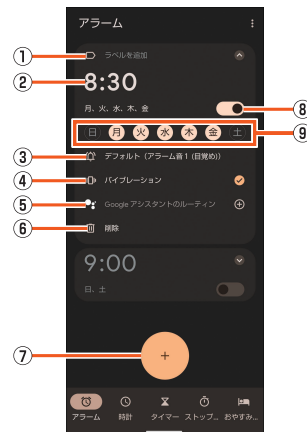 アラーム
① ラベルを追加
② 8:30
月、火、水、木、金 ⑧
日 月 火 水 木 金 土 ⑨
③ デフォルト（アラーム音1（目覚め））
④ バイブレーション
⑤ Google アシスタントのルーティン
⑥ 削除
9:00
日、土
⑦ +
アラーム 時計 タイマー ストップ... おやすみ...